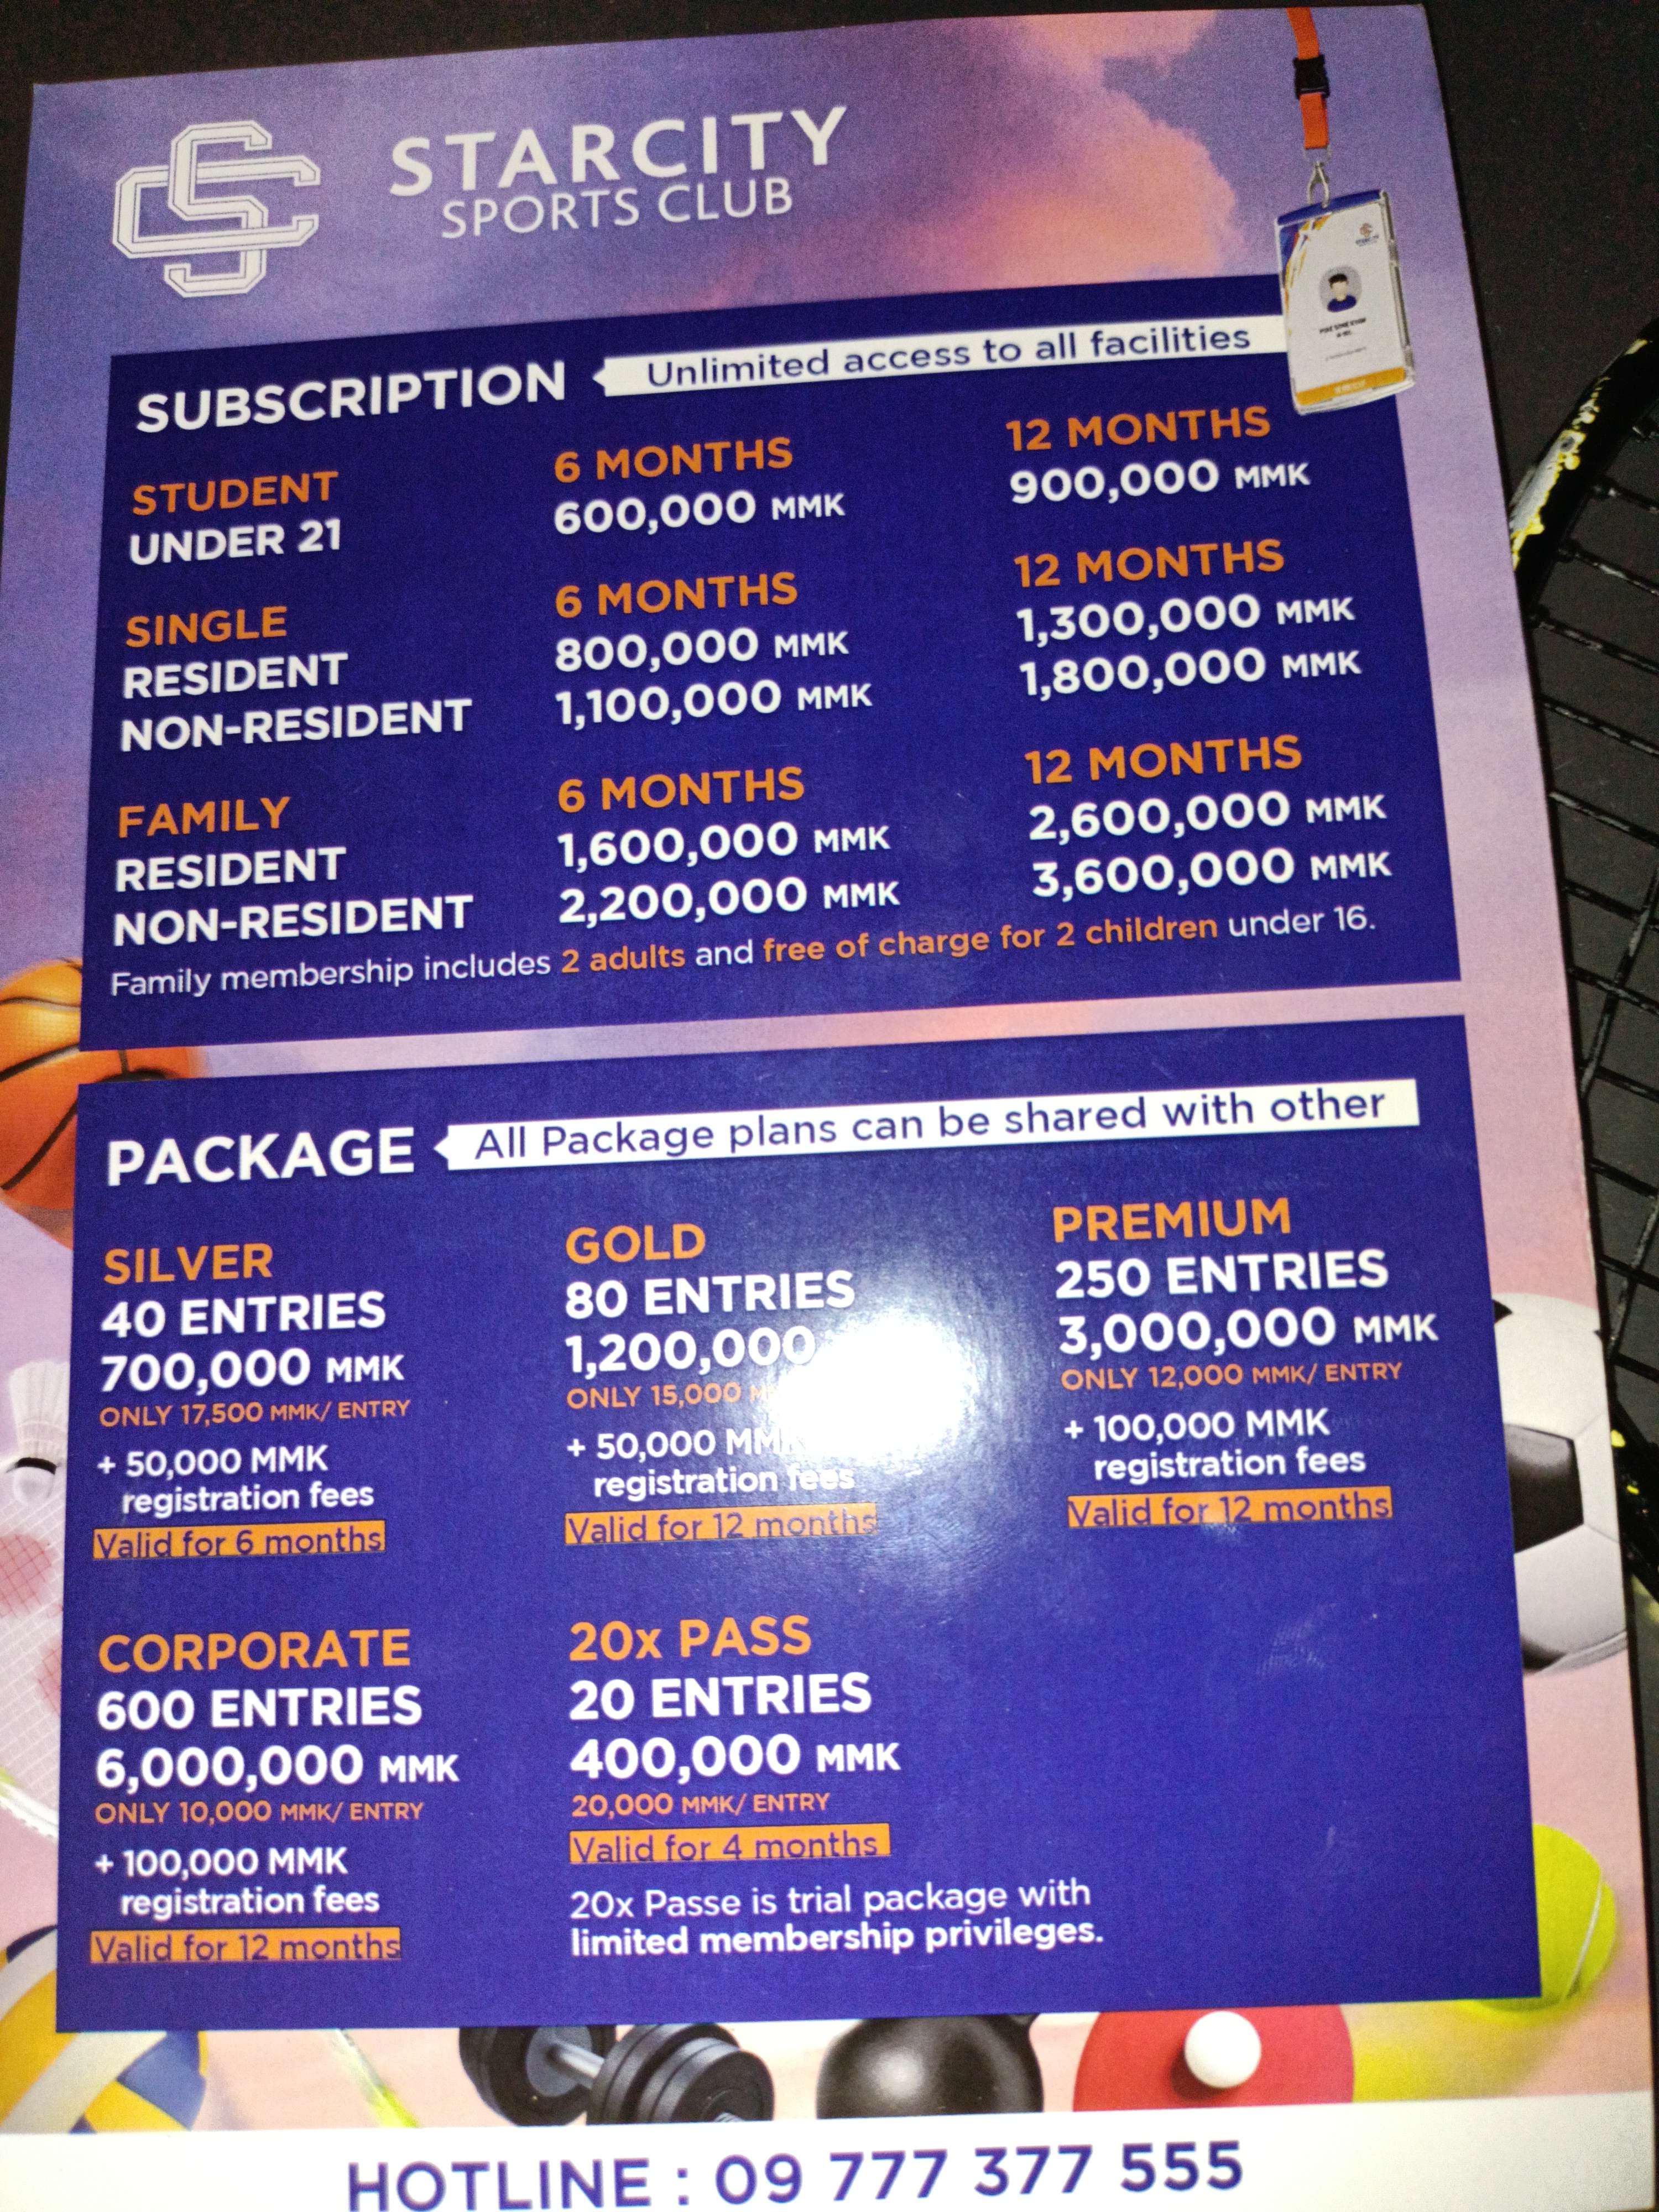 STARCITY
SPORTS CLUB
SUBSCRIPTION Unlimited access to all facilities
STUDENT 6 MONTHS 12 MONTHS
UNDER 21 600,000 MMK 900,000 MMK
SINGLE 6 MONTHS 12 MONTHS
RESIDENT 800,000 MMK 1,300,000 MMK
NON-RESIDENT 1,100,000 MMK 1,800,000 MMK
FAMILY 6 MONTHS 12 MONTHS
RESIDENT 1,600,000 MMK 2,600,000 MMK
NON-RESIDENT 2,200,000 MMK 3,600,000 MMK
Family membership includes 2 adults and free of charge for 2 children under 16.
PACKAGE All Package plans can be shared with other
SILVER
40 ENTRIES
700,000 MMK
ONLY 17,500 MMK/ ENTRY
+ 50,000 MMK
registration fees
Valid for 6 months
GOLD
80 ENTRIES
1,200,000
ONLY 15,000
+ 50,000 MMK
registration fees
Valid for 12 months
PREMIUM
250 ENTRIES
3,000,000 MMK
ONLY 12,000 MMK/ ENTRY
+ 100,000 MMK
registration fees
Valid for 12 months
CORPORATE
600 ENTRIES
6,000,000 MMK
ONLY 10,000 MMK/ ENTRY
+ 100,000 MMK
registration fees
Valid for 12 months
20x PASS
20 ENTRIES
400,000 MMK
20,000 MMK/ ENTRY
Valid for 4 months
20x Passe is trial package with
limited membership privileges.
HOTLINE : 09 777 377 555